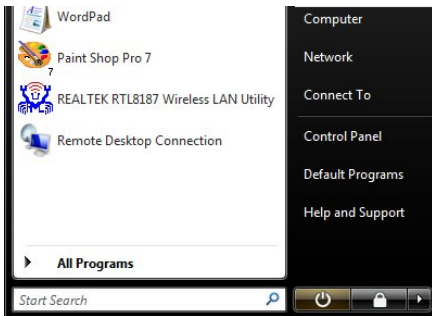 WordPad
Paint Shop Pro 7
7
REALTEK RTL8187 Wireless LAN Utility
Remote Desktop Connection
All Programs
Start Search
Computer
Network
Connect To
Control Panel
Default Programs
Help and Support